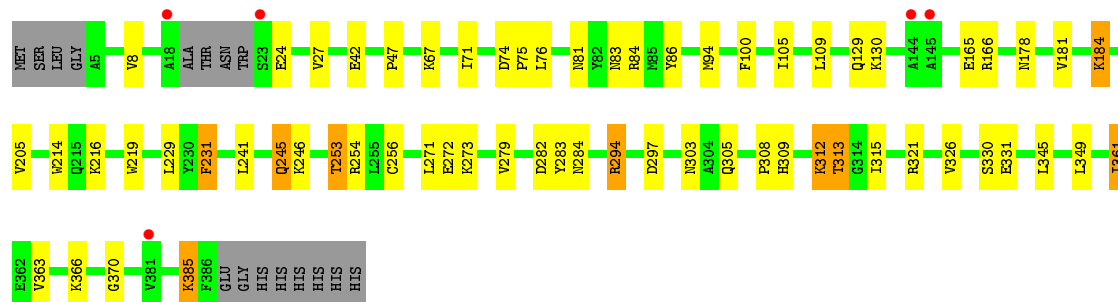 MET SER LEU GLY A5 V8 A18 ALA THR ASN TRP S23 E24 V27 E42 P47 K67 I71 D74 P75 L76 N81 Y82 N83 R84 M85 Y86 M94 F100 I105 L109 Q129 K130 A144 A145 E165 R166 N178 V181 K184
V205 W214 Q215 K216 W219 L229 Y230 F231 L241 Q245 K246 T253 R254 L255 C256 L271 E272 K273 V279 D282 Y283 N284 R294 D297 N303 A304 Q305 P308 H309 K312 T313 G314 I315 R321 V326 S330 E331 L345 L349 I361
E362 V363 K366 G370 V381 K385 F386 GLU GLY HIS HIS HIS HIS HIS HIS